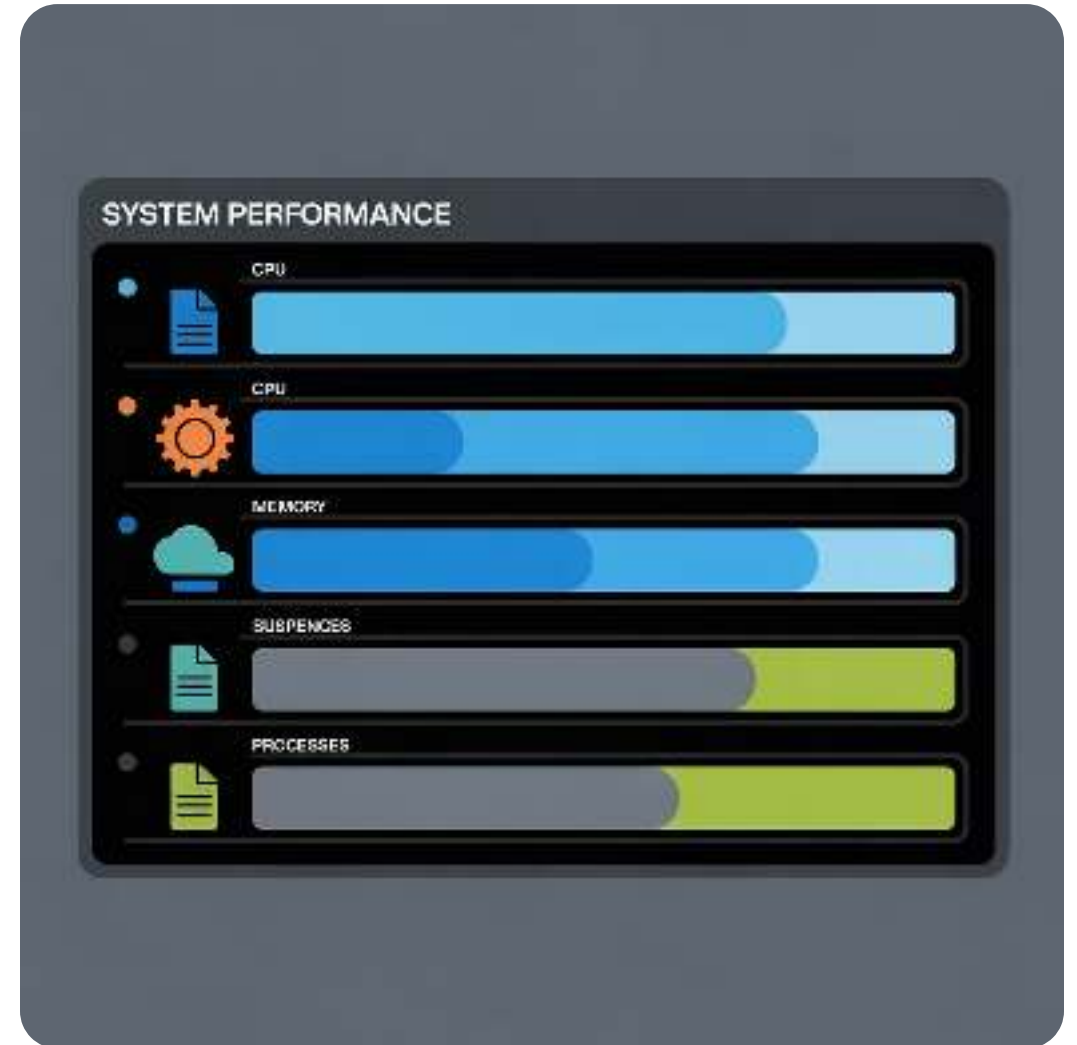 SYSTEM PERFORMANCE
CPU
CPU
MEMORY
SUSPENCES
PROCESSES